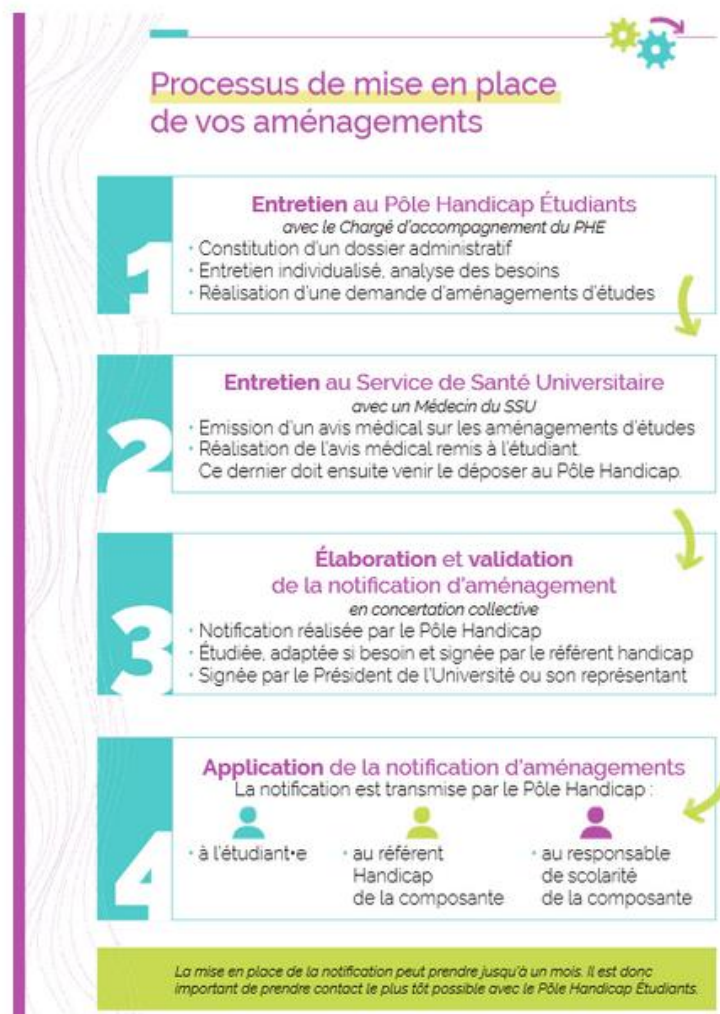 Processus de mise en place
de vos aménagements
1
Entretien au Pôle Handicap Étudiants
avec le Chargé d'accompagnement du PHE
• Constitution d'un dossier administratif
• Entretien individualisé, analyse des besoins
• Réalisation d'une demande d'aménagements d'études
2
Entretien au Service de Santé Universitaire
avec un Médecin du SSU
• Emission d'un avis médical sur les aménagements d'études
• Réalisation de l'avis médical remis à l'étudiant.
Ce dernier doit ensuite venir le déposer au Pôle Handicap.
3
Élaboration et validation
de la notification d'aménagement
en concertation collective
• Notification réalisée par le Pôle Handicap
• Étudiée, adaptée si besoin et signée par le référent handicap
• Signée par le Président de l'Université ou son représentant
4
Application de la notification d'aménagements
La notification est transmise par le Pôle Handicap :
• à l'étudiant•e
• au référent
Handicap
de la composante
• au responsable
de scolarité
de la composante
La mise en place de la notification peut prendre jusqu'à un mois. Il est donc
important de prendre contact le plus tôt possible avec le Pôle Handicap Étudiants.